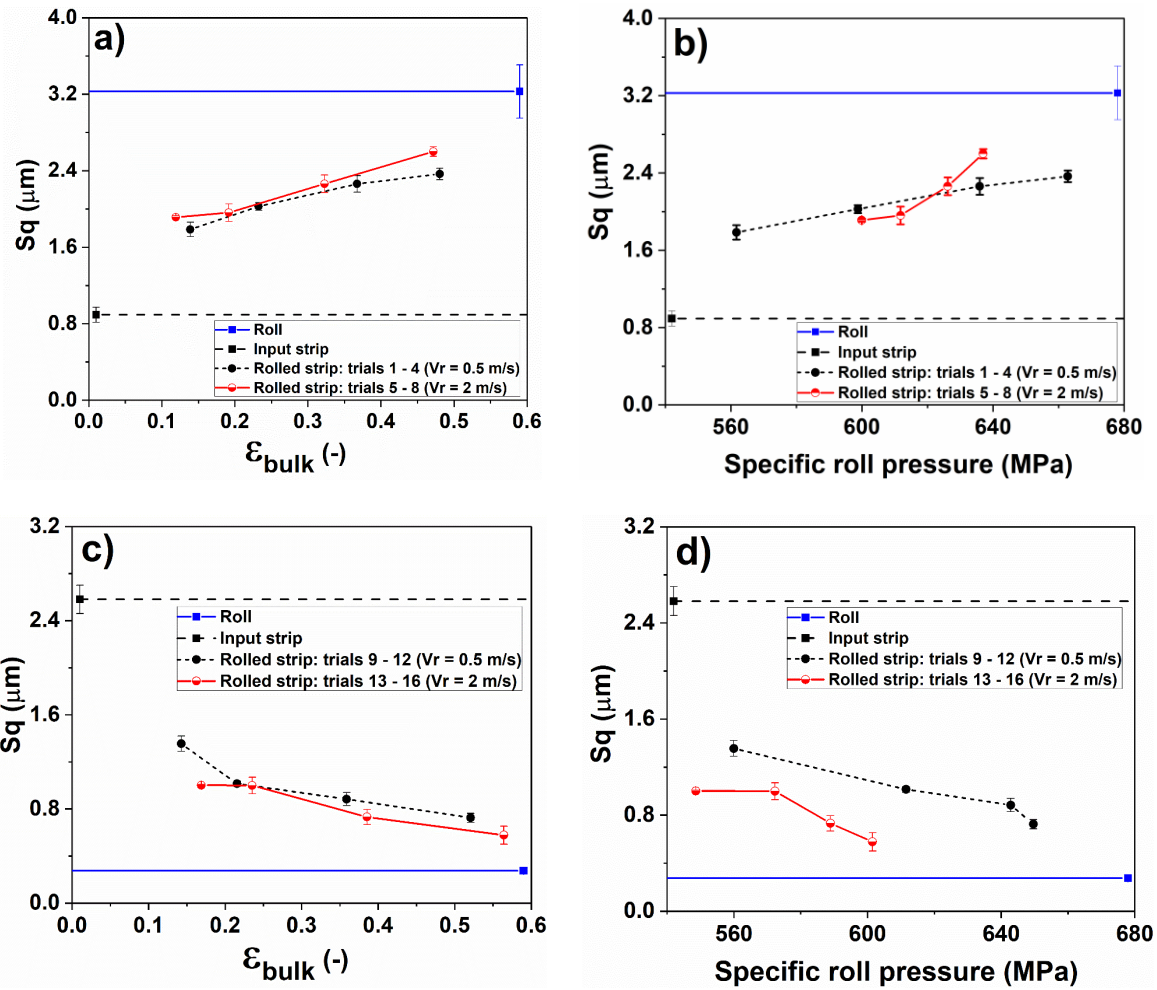 a)
4.0
3.2
2.4
1.6
0.8
0.0
Sq (μm)
Roll
Input strip
Rolled strip: trials 1 - 4 (Vr = 0.5 m/s)
Rolled strip: trials 5 - 8 (Vr = 2 m/s)
0.0 0.1 0.2 0.3 0.4 0.5 0.6
εbulk (-)
b)
4.0
3.2
2.4
1.6
0.8
0.0
Sq (μm)
Roll
Input strip
Rolled strip: trials 1 - 4 (Vr = 0.5 m/s)
Rolled strip: trials 5 - 8 (Vr = 2 m/s)
560 600 640 680
Specific roll pressure (MPa)
c)
3.2
2.4
1.6
0.8
0.0
Sq (μm)
Roll
Input strip
Rolled strip: trials 9 - 12 (Vr = 0.5 m/s)
Rolled strip: trials 13 - 16 (Vr = 2 m/s)
0.0 0.1 0.2 0.3 0.4 0.5 0.6
εbulk (-)
d)
3.2
2.4
1.6
0.8
0.0
Sq (μm)
Roll
Input strip
Rolled strip: trials 9 - 12 (Vr = 0.5 m/s)
Rolled strip: trials 13 - 16 (Vr = 2 m/s)
560 600 640 680
Specific roll pressure (MPa)